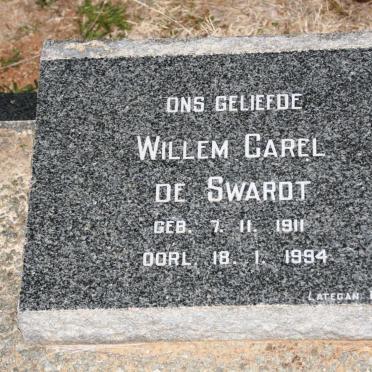 ONS GELIEFDE
WILLEM CAREL
DE SWARDT
GEB. 7. 11. 1911
OORL. 18. 1. 1994
LATEGAN